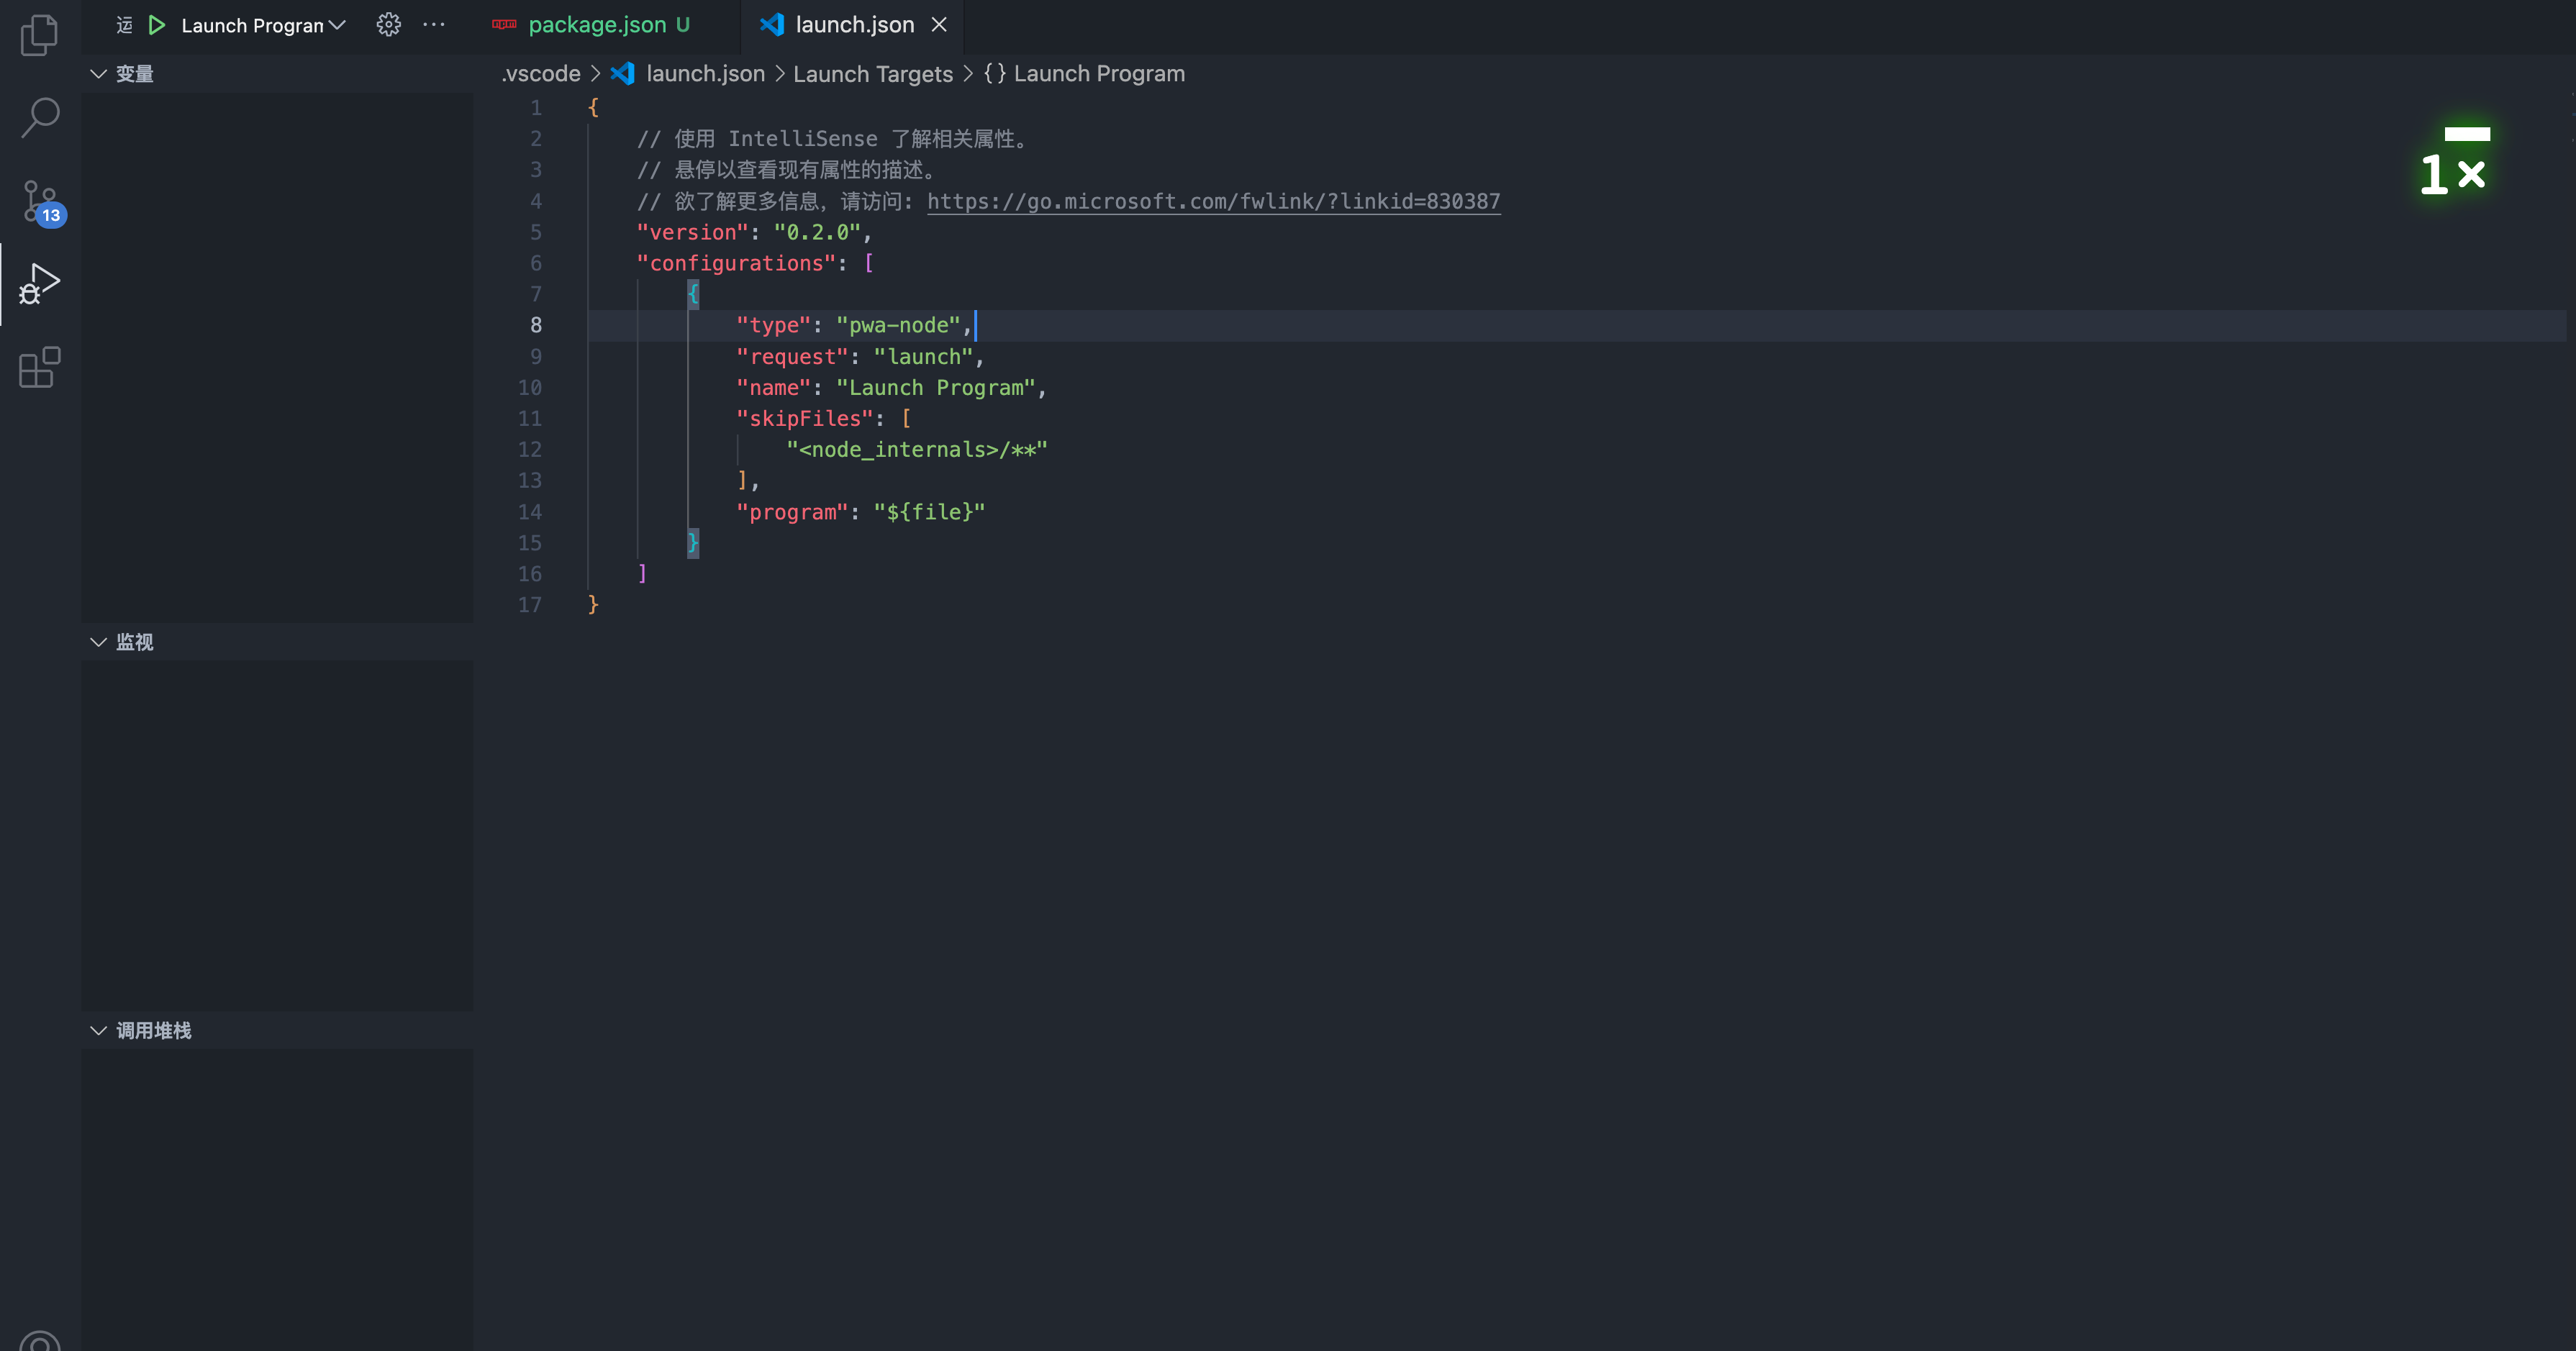 运 Launch Progran
package.json U
launch.json
变量
.vscode > launch.json > Launch Targets > {} Launch Program
1 {
2 // 使用 IntelliSense 了解相关属性。
3 // 悬停以查看现有属性的描述。
4 // 欲了解更多信息，请访问: https://go.microsoft.com/fwlink/?linkid=830387
5 "version": "0.2.0",
6 "configurations": [
7 {
8 "type": "pwa-node",
9 "request": "launch",
10 "name": "Launch Program",
11 "skipFiles": [
12 "<node_internals>/**"
13 ],
14 "program": "${file}"
15 }
16 ]
17 }
13
1×
监视
调用堆栈